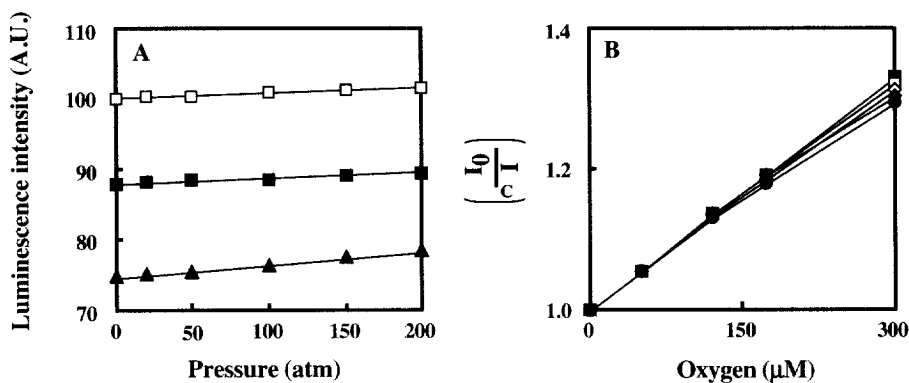 Luminescence intensity (A.U.)
110
100
90
80
70
A
0
50
100
150
200
Pressure (atm)
(I0/I)C
1.4
1.2
1.0
B
0
150
300
Oxygen (μM)